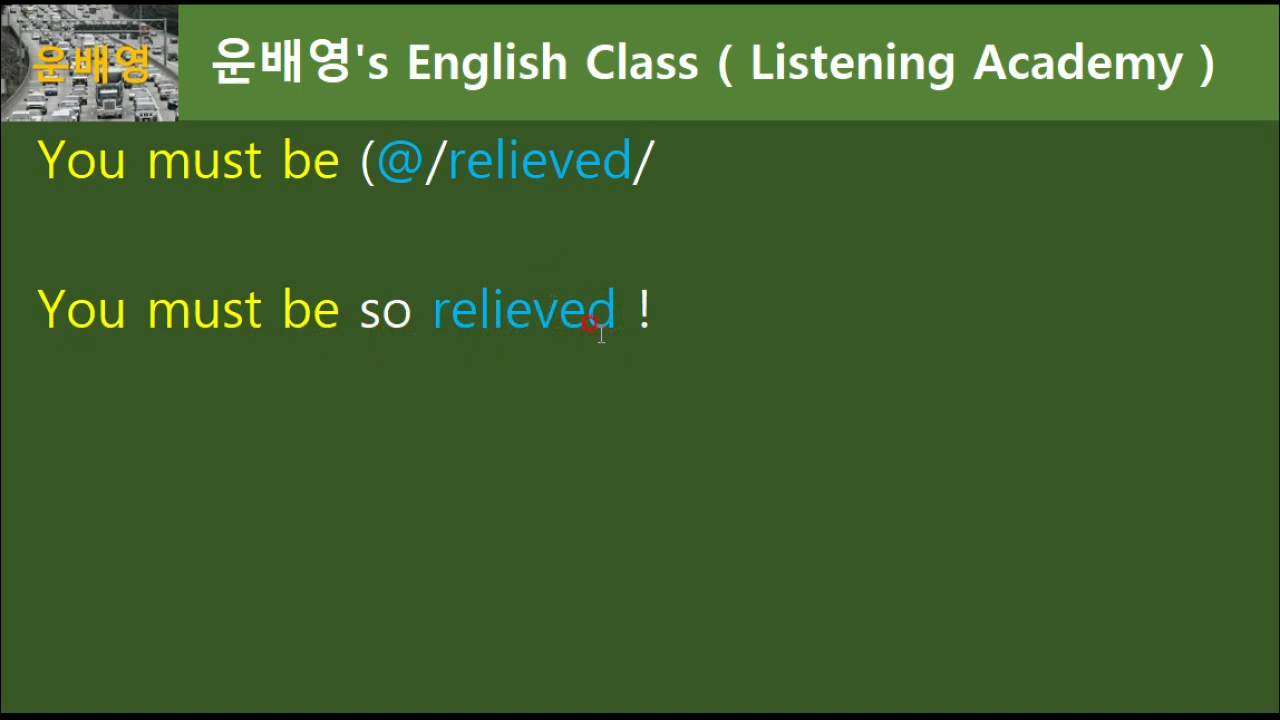 운배영
운배영's English Class ( Listening Academy )
You must be (@/relieved/
You must be so relieved !